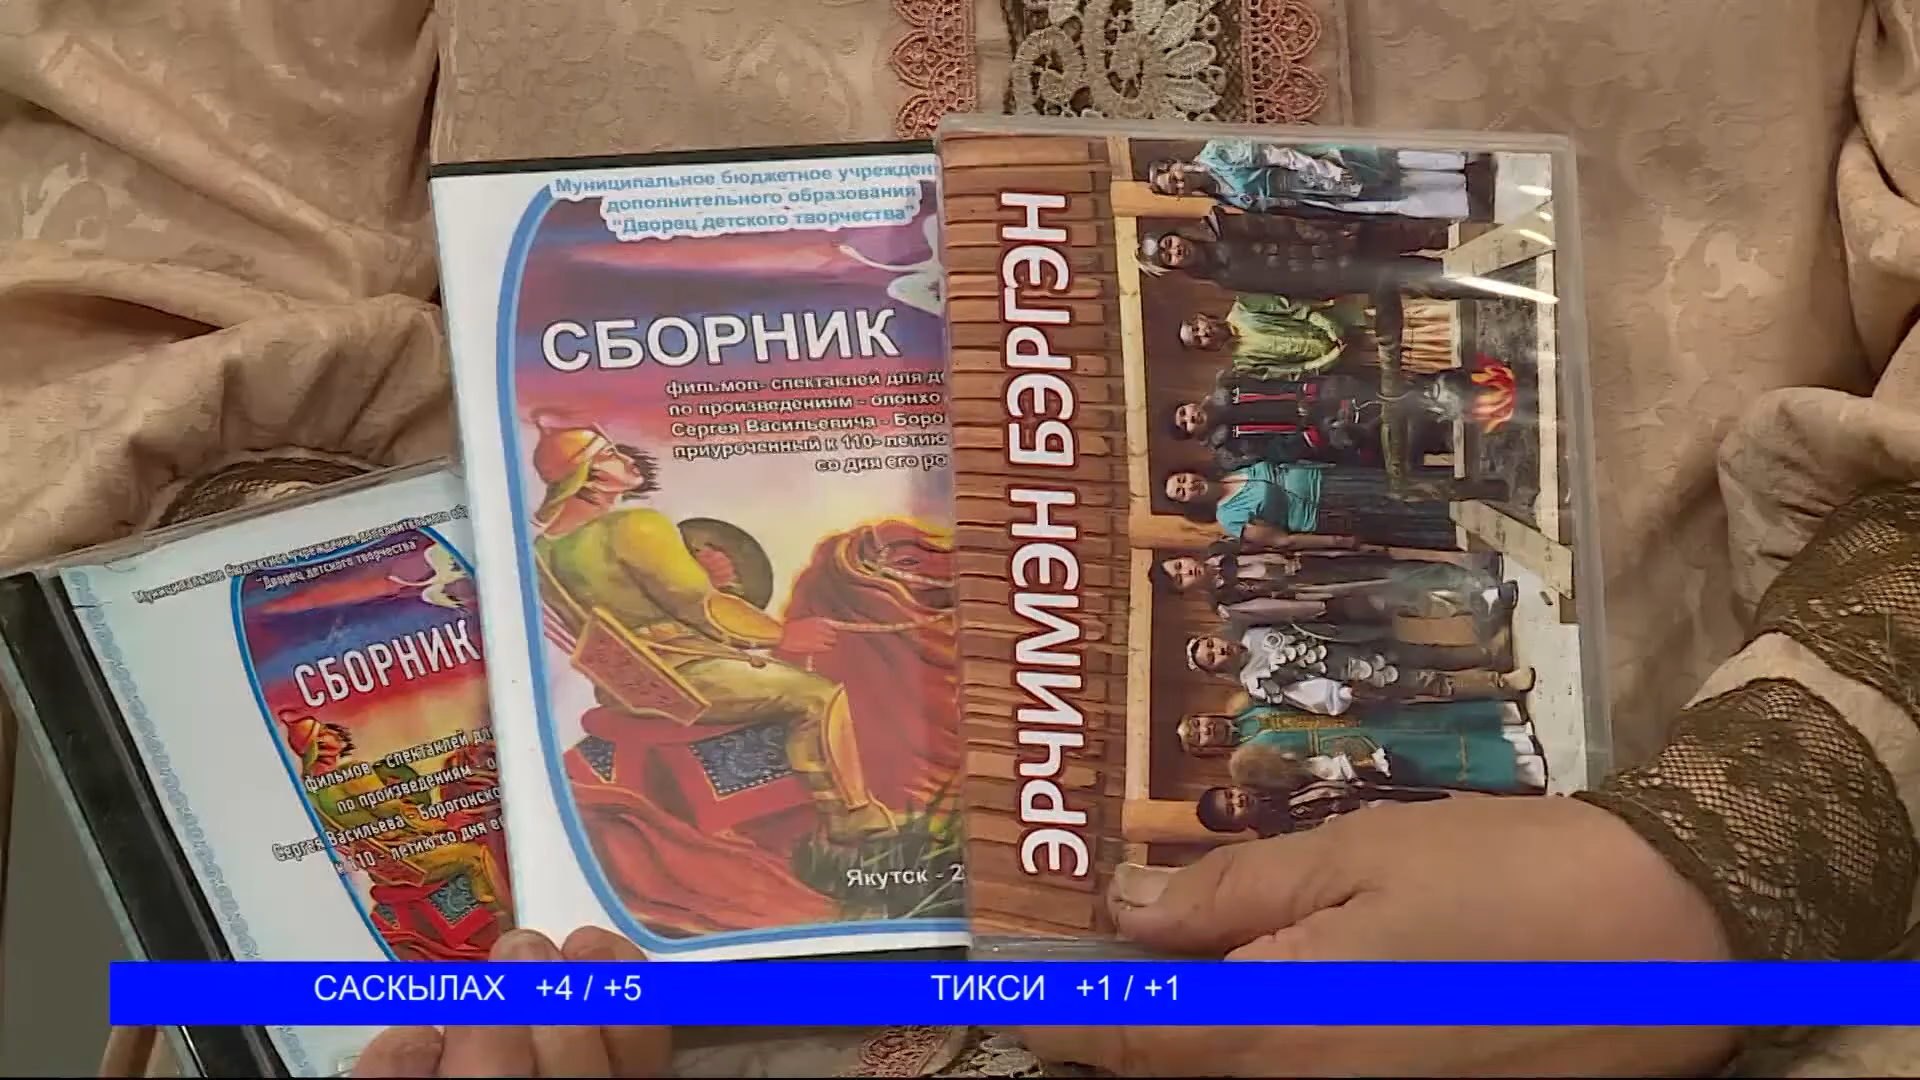 Муниципальное бюджетное учрежден
дополнительного образования
"Дворец детского творчества"
СБОРНИК
фильмов- спектаклей для де
по произведениям - олонхо
Сергея Васильевича - Боро
приуроченный к 110- летию
со дня его ро
Якутск - 2
ЭРЧИМЭН БЭРГЭН
Муниципальное бюджетное учреждение дополнительного об
"Дворец детского творчества"
СБОРНИК
фильмов - спектаклей дл
по произведениям - о
Сергея Васильева - Борогонско
к 110 - летию со дня е
САСКЫЛАХ +4 / +5 ТИКСИ +1 / +1